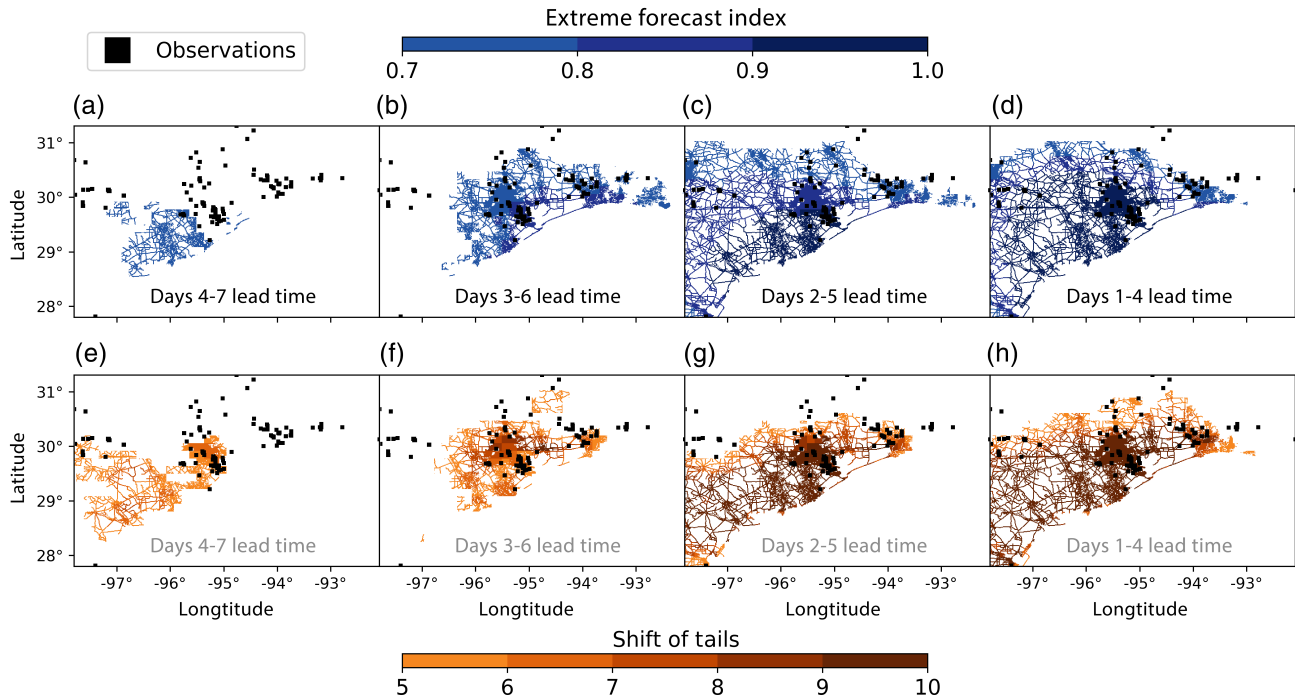 Extreme forecast index
Observations
0.7 0.8 0.9 1.0
(a) (b) (c) (d)
31°
30°
29°
28°
Latitude
Days 4-7 lead time Days 3-6 lead time Days 2-5 lead time Days 1-4 lead time
(e) (f) (g) (h)
31°
30°
29°
28°
Latitude
Days 4-7 lead time Days 3-6 lead time Days 2-5 lead time Days 1-4 lead time
-97° -96° -95° -94° -93° -97° -96° -95° -94° -93° -97° -96° -95° -94° -93° -97° -96° -95° -94° -93°
Longtitude Longtitude Longtitude Longtitude
Shift of tails
5 6 7 8 9 10